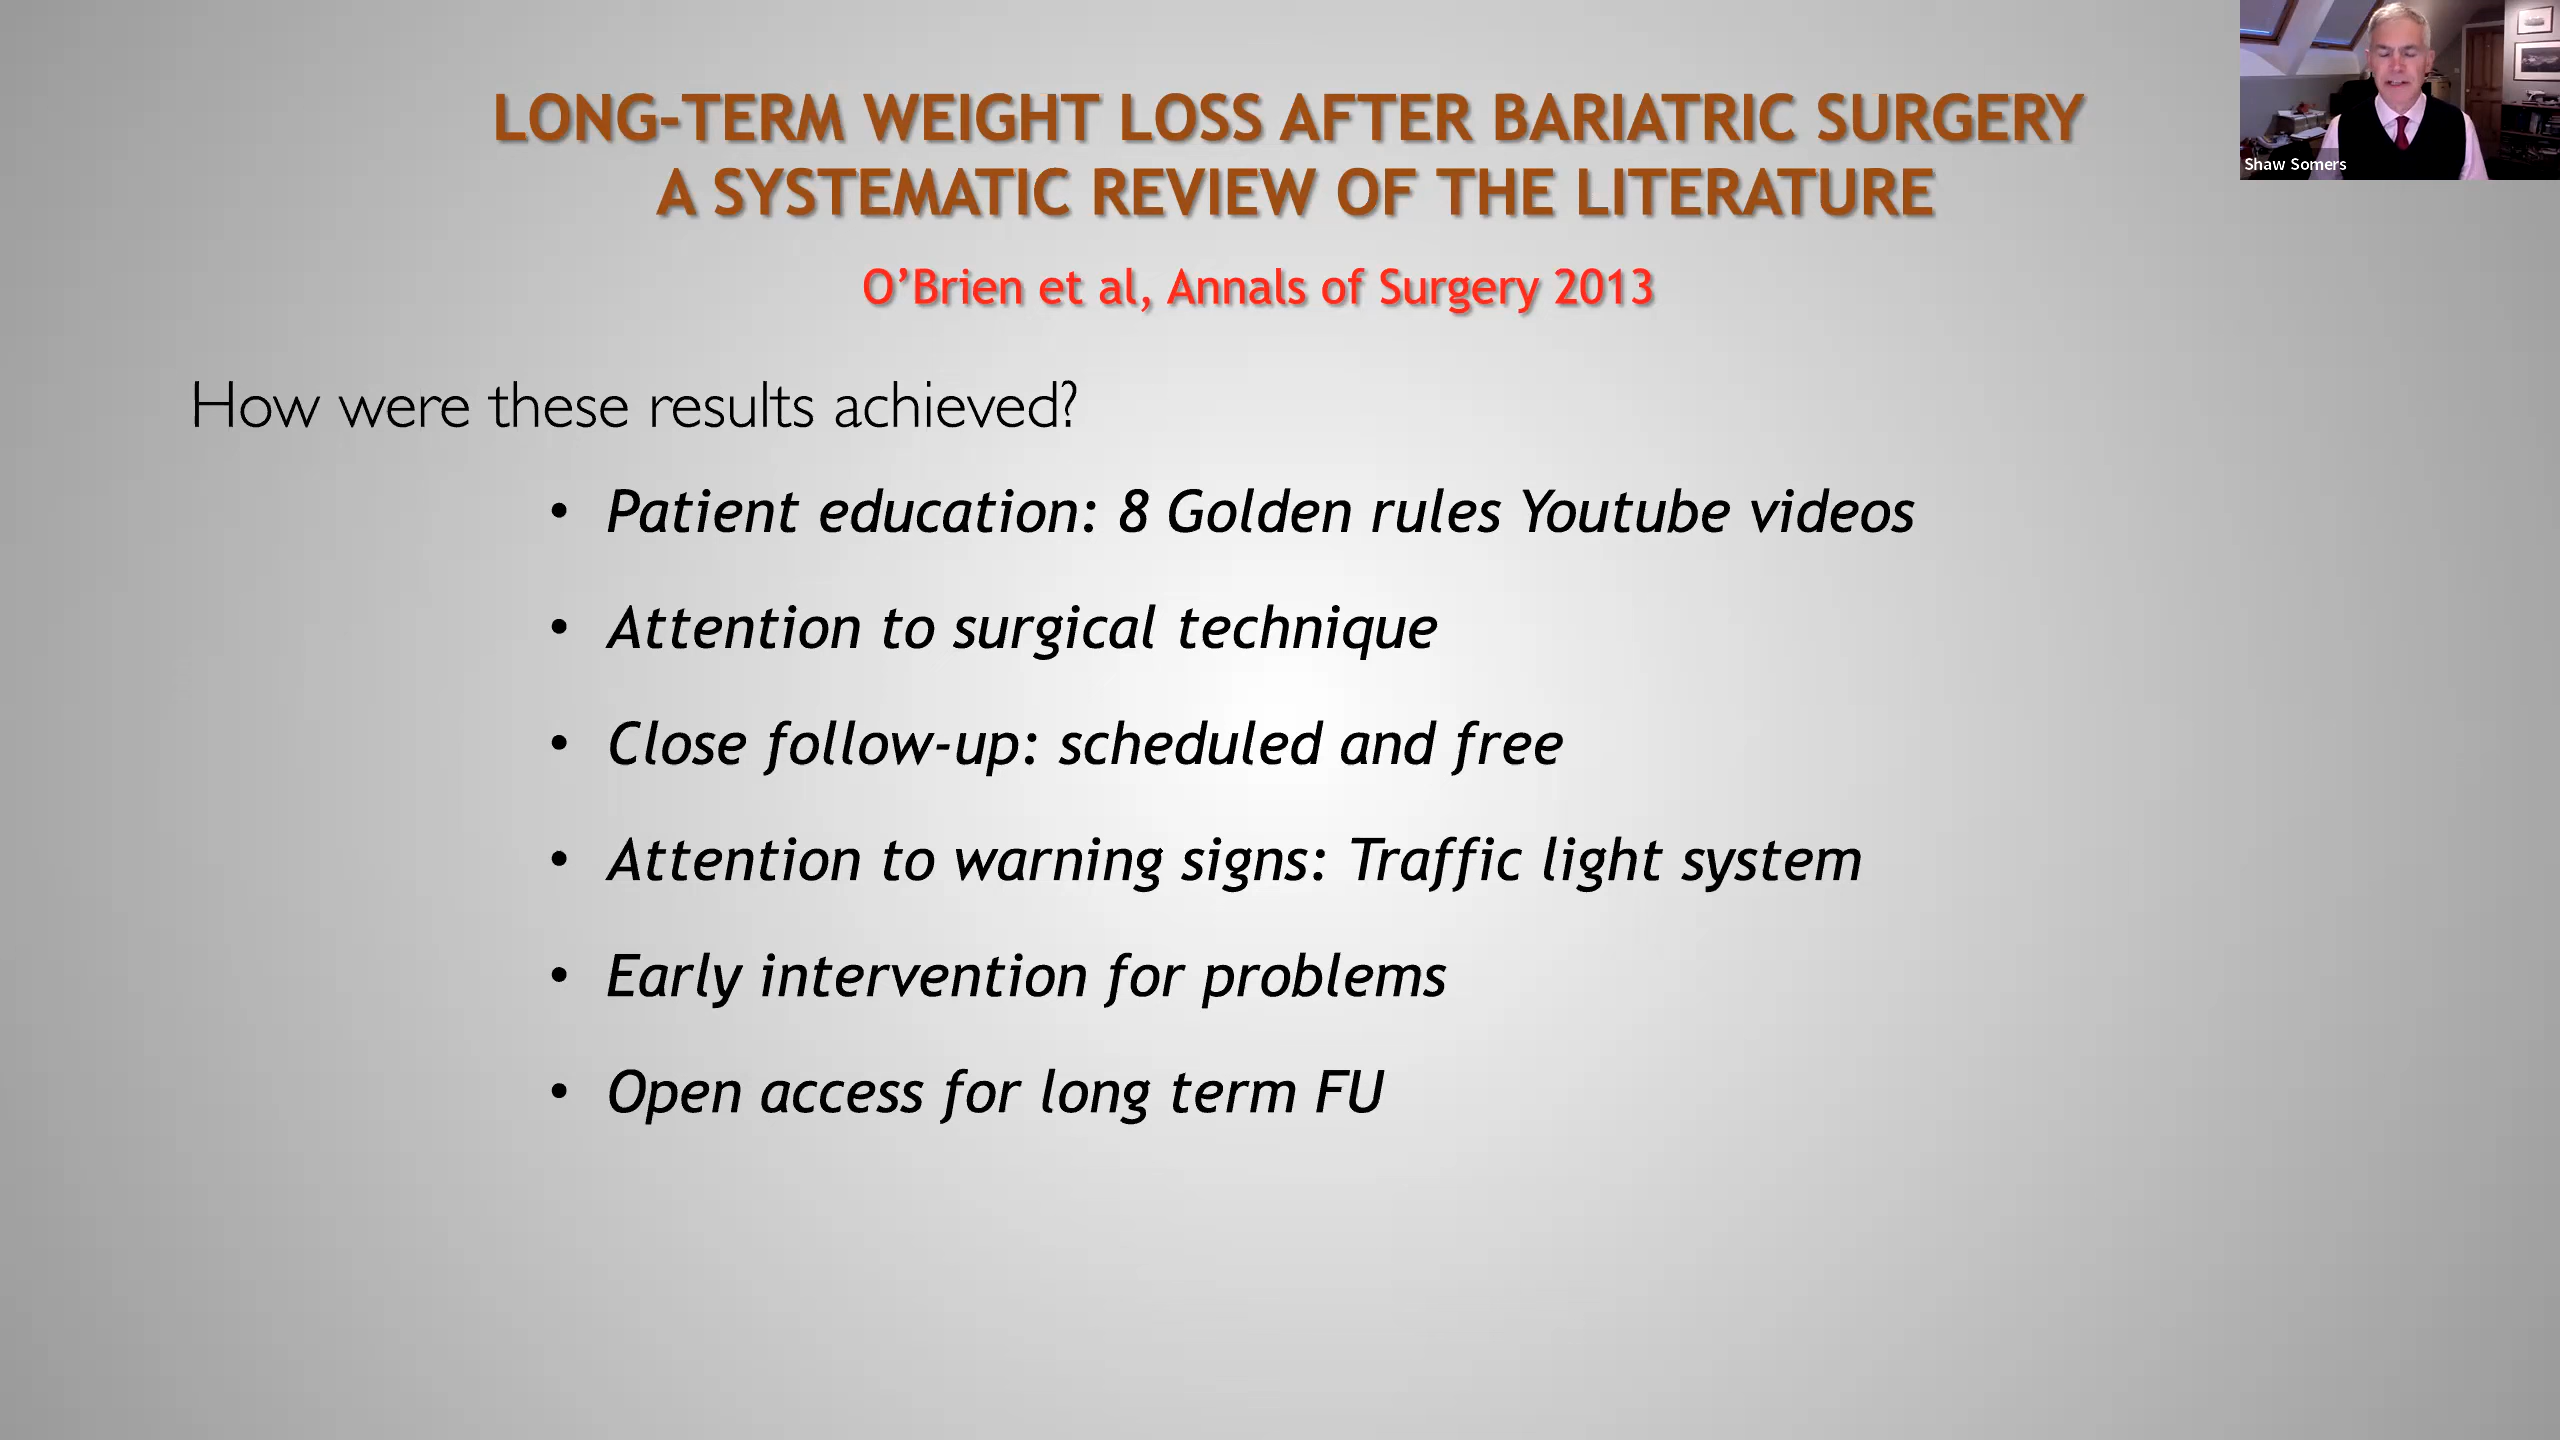 LONG-TERM WEIGHT LOSS AFTER BARIATRIC SURGERY
A SYSTEMATIC REVIEW OF THE LITERATURE
O’Brien et al, Annals of Surgery 2013
Shaw Somers
How were these results achieved?
• Patient education: 8 Golden rules Youtube videos
• Attention to surgical technique
• Close follow-up: scheduled and free
• Attention to warning signs: Traffic light system
• Early intervention for problems
• Open access for long term FU